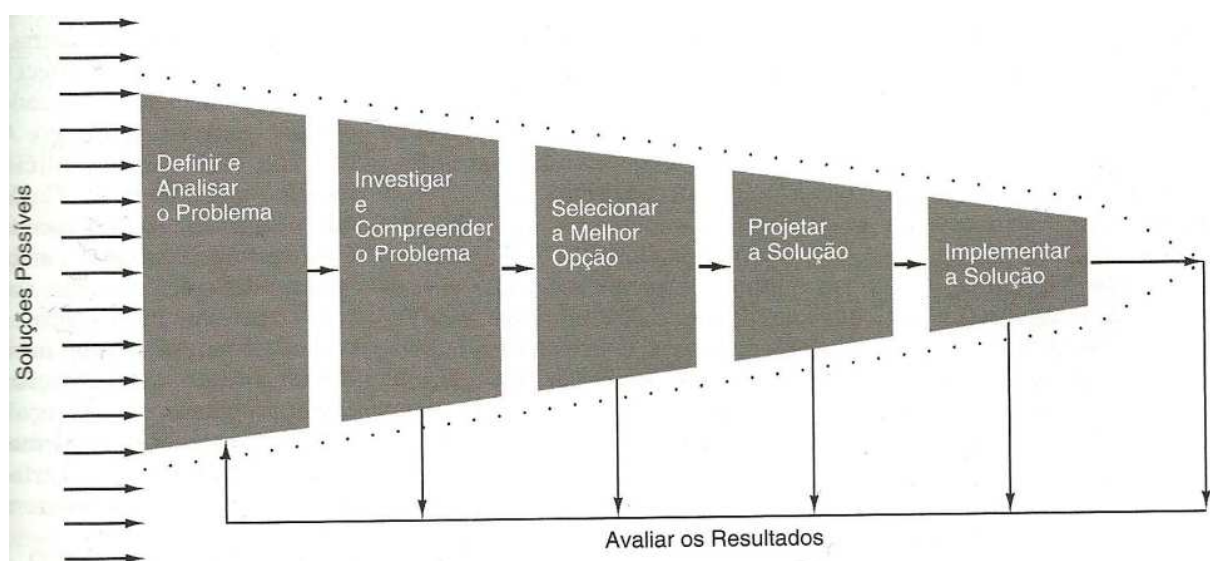 Soluções Possíveis
Definir e
Analisar
o Problema
Investigar
e
Compreender
o Problema
Selecionar
a Melhor
Opção
Projetar
a Solução
Implementar
a Solução
Avaliar os Resultados